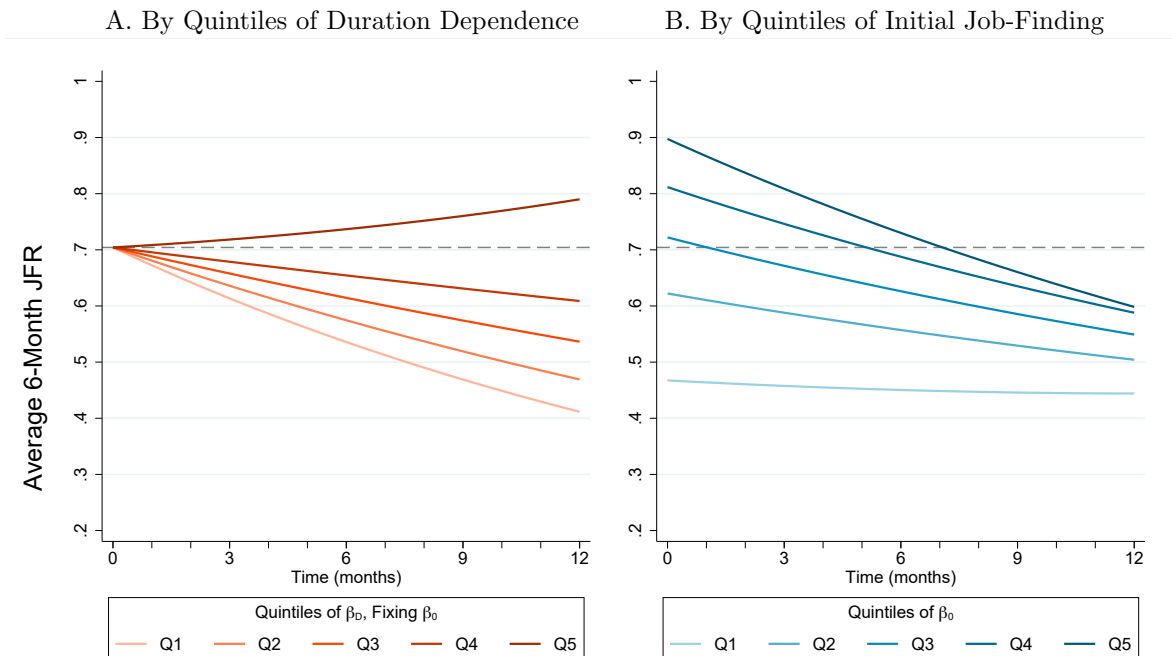 A. By Quintiles of Duration Dependence
B. By Quintiles of Initial Job-Finding
Average 6-Month JFR
1
.9
.8
.7
.6
.5
.4
.3
.2
0 3 6 9 12
Time (months)
Quintiles of βD, Fixing β0
Q1 Q2 Q3 Q4 Q5
1
.9
.8
.7
.6
.5
.4
.3
.2
0 3 6 9 12
Time (months)
Quintiles of β0
Q1 Q2 Q3 Q4 Q5